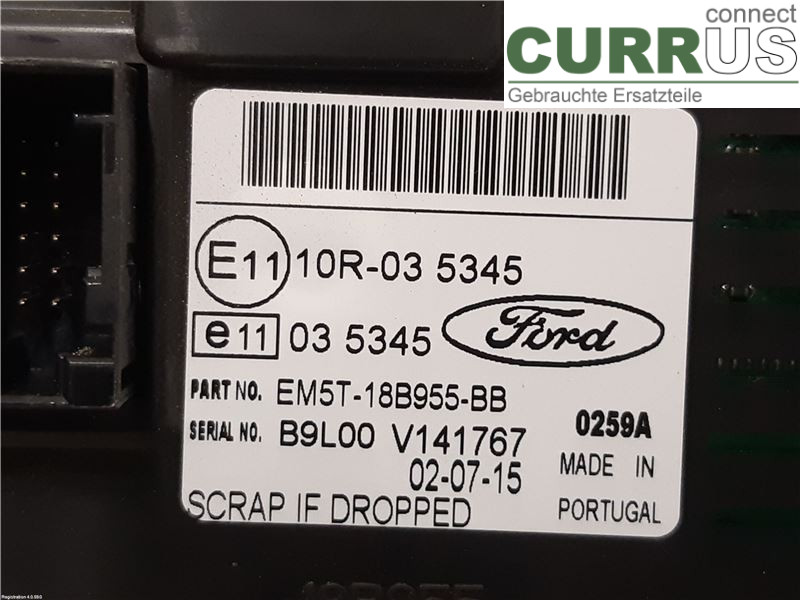 connect
CURRUS
Gebrauchte Ersatzteile
E11 10R-03 5345
e11 03 5345 Ford
PART NO. EM5T-18B955-BB
SERIAL NO. B9L00 V141767
0259A
02-07-15
MADE IN
PORTUGAL
SCRAP IF DROPPED